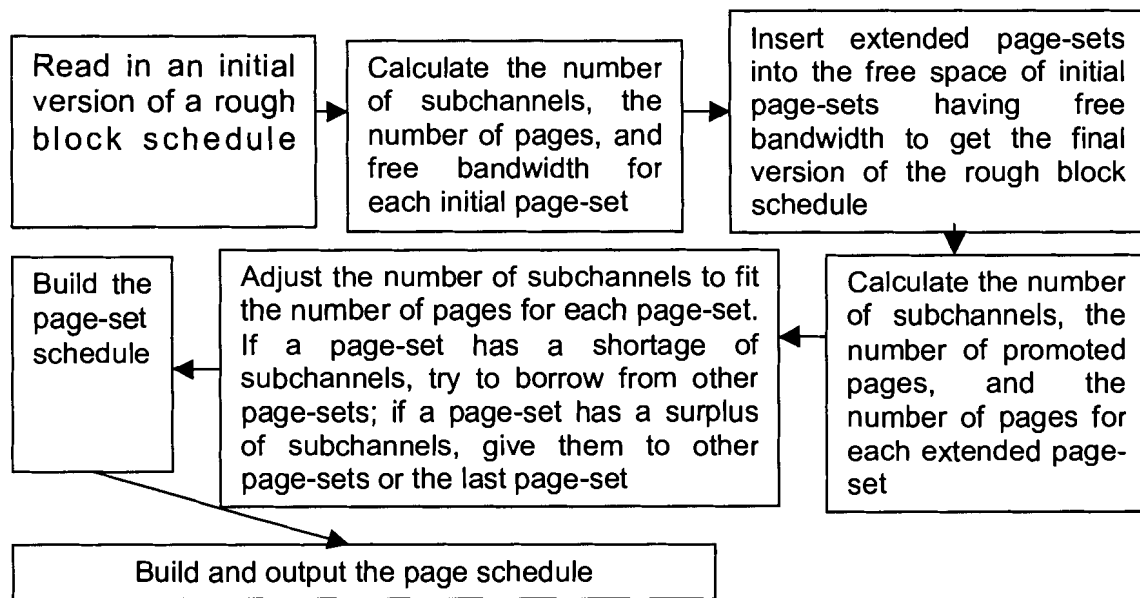 Read in an initial
version of a rough
block schedule
Calculate the number
of subchannels, the
number of pages, and
free bandwidth for
each initial page-set
Insert extended page-sets
into the free space of initial
page-sets having free
bandwidth to get the final
version of the rough block
schedule
Calculate the number
of subchannels, the
number of promoted
pages, and the
number of pages for
each extended page-
set
Adjust the number of subchannels to fit
the number of pages for each page-set.
If a page-set has a shortage of
subchannels, try to borrow from other
page-sets; if a page-set has a surplus
of subchannels, give them to other
page-sets or the last page-set
Build the
page-set
schedule
Build and output the page schedule